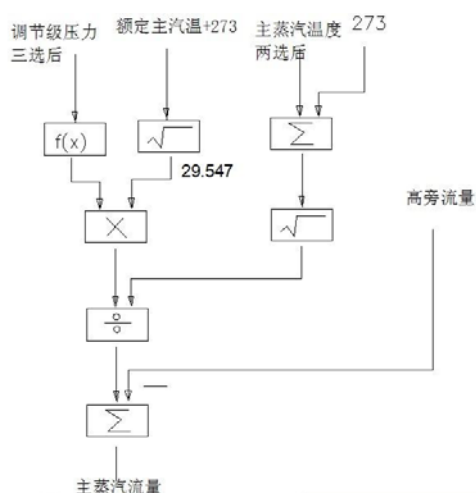 调节级压力
三选后
额定主汽温+273
主蒸汽温度
两选后
273
f(x)
√
29.547
Σ
×
√
高旁流量
÷
—
Σ
主蒸汽流量